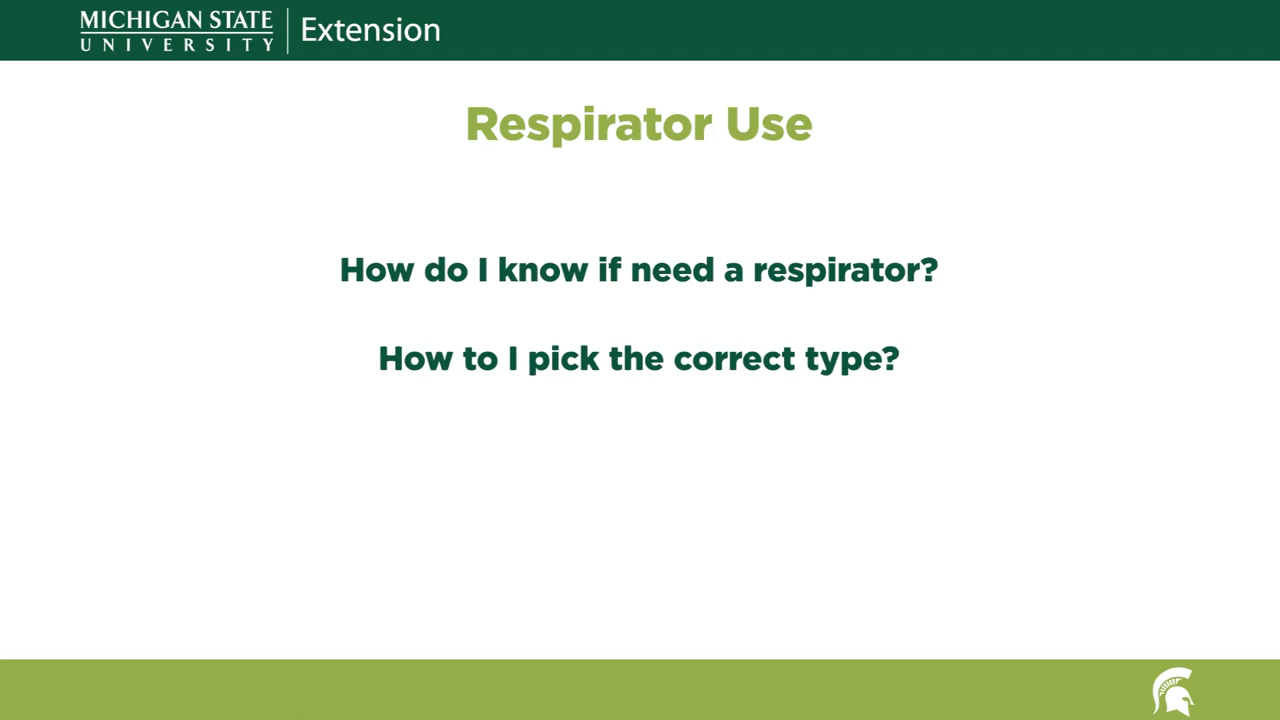 MICHIGAN STATE
UNIVERSITY
Extension
Respirator Use
How do I know if need a respirator?
How to I pick the correct type?